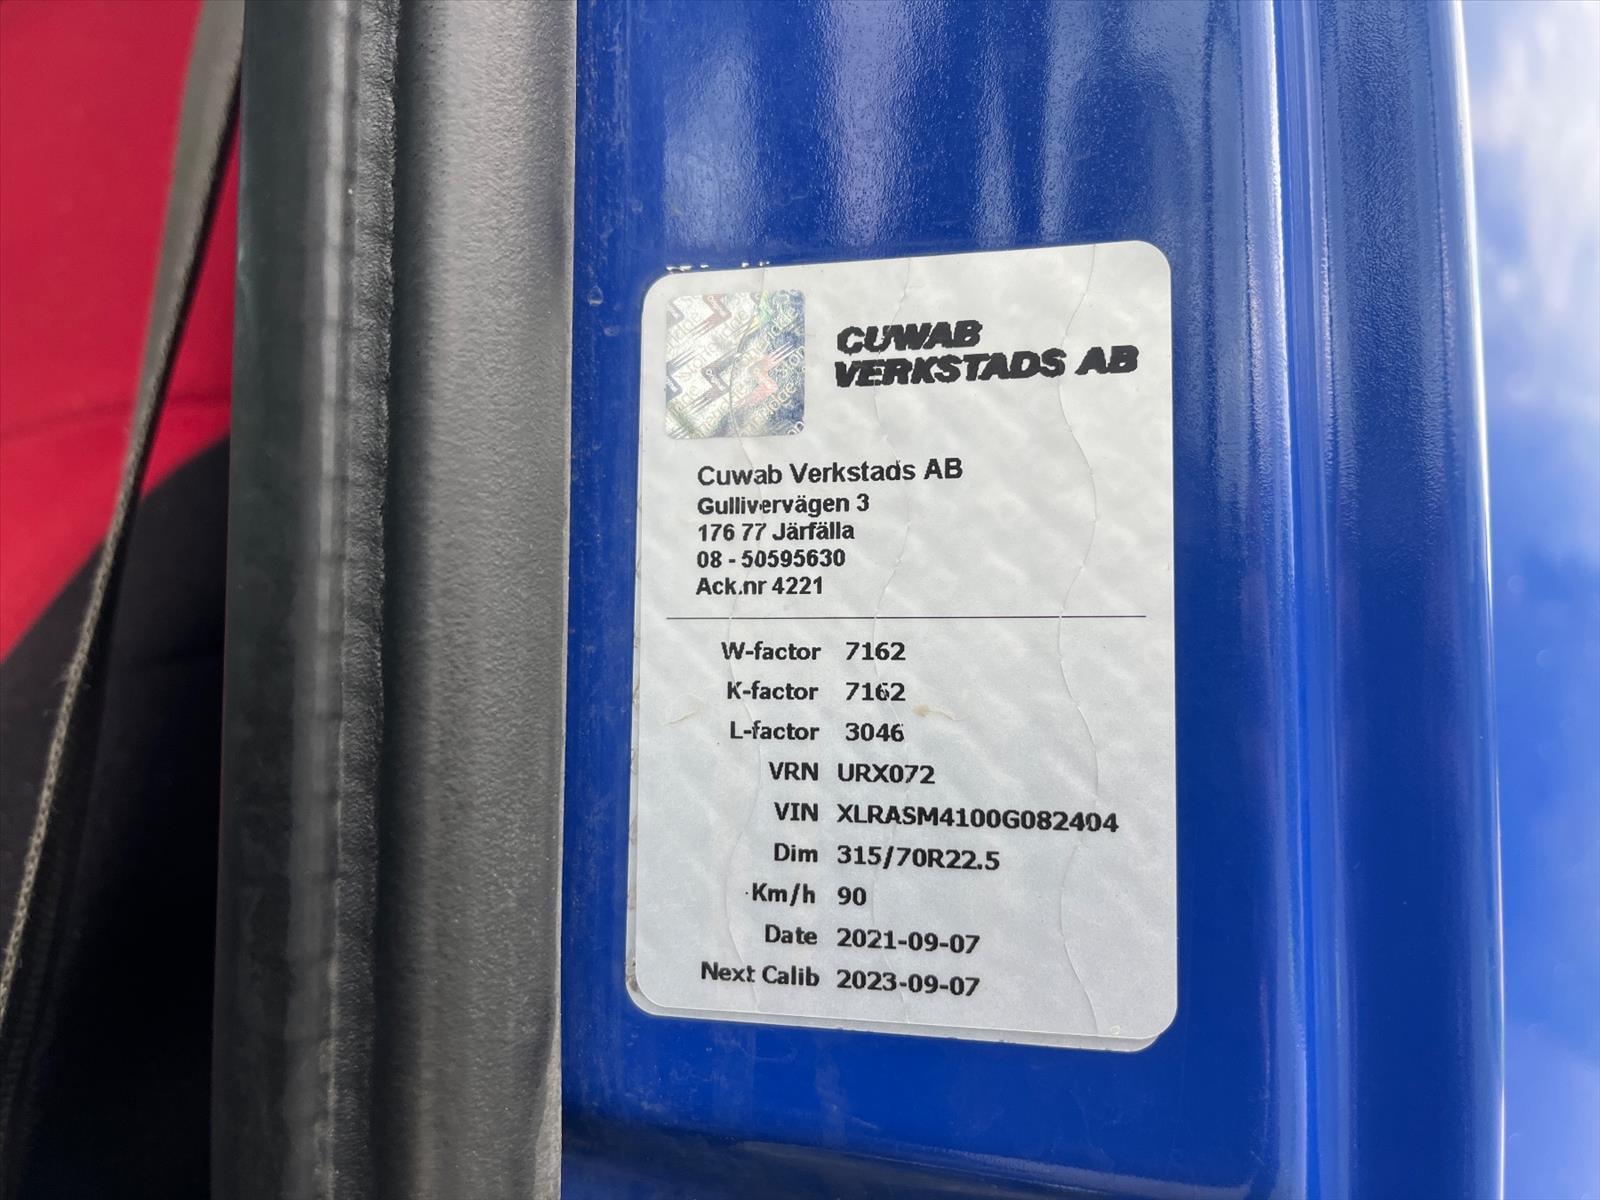 CUWAB
VERKSTADS AB
Cuwab Verkstads AB
Gullivervägen 3
176 77 Järfälla
08 - 50595630
Ack.nr 4221
W-factor 7162
K-factor 7162
L-factor 3046
VRN URX072
VIN XLRASM4100G082404
Dim 315/70R22.5
Km/h 90
Date 2021-09-07
Next Calib 2023-09-07